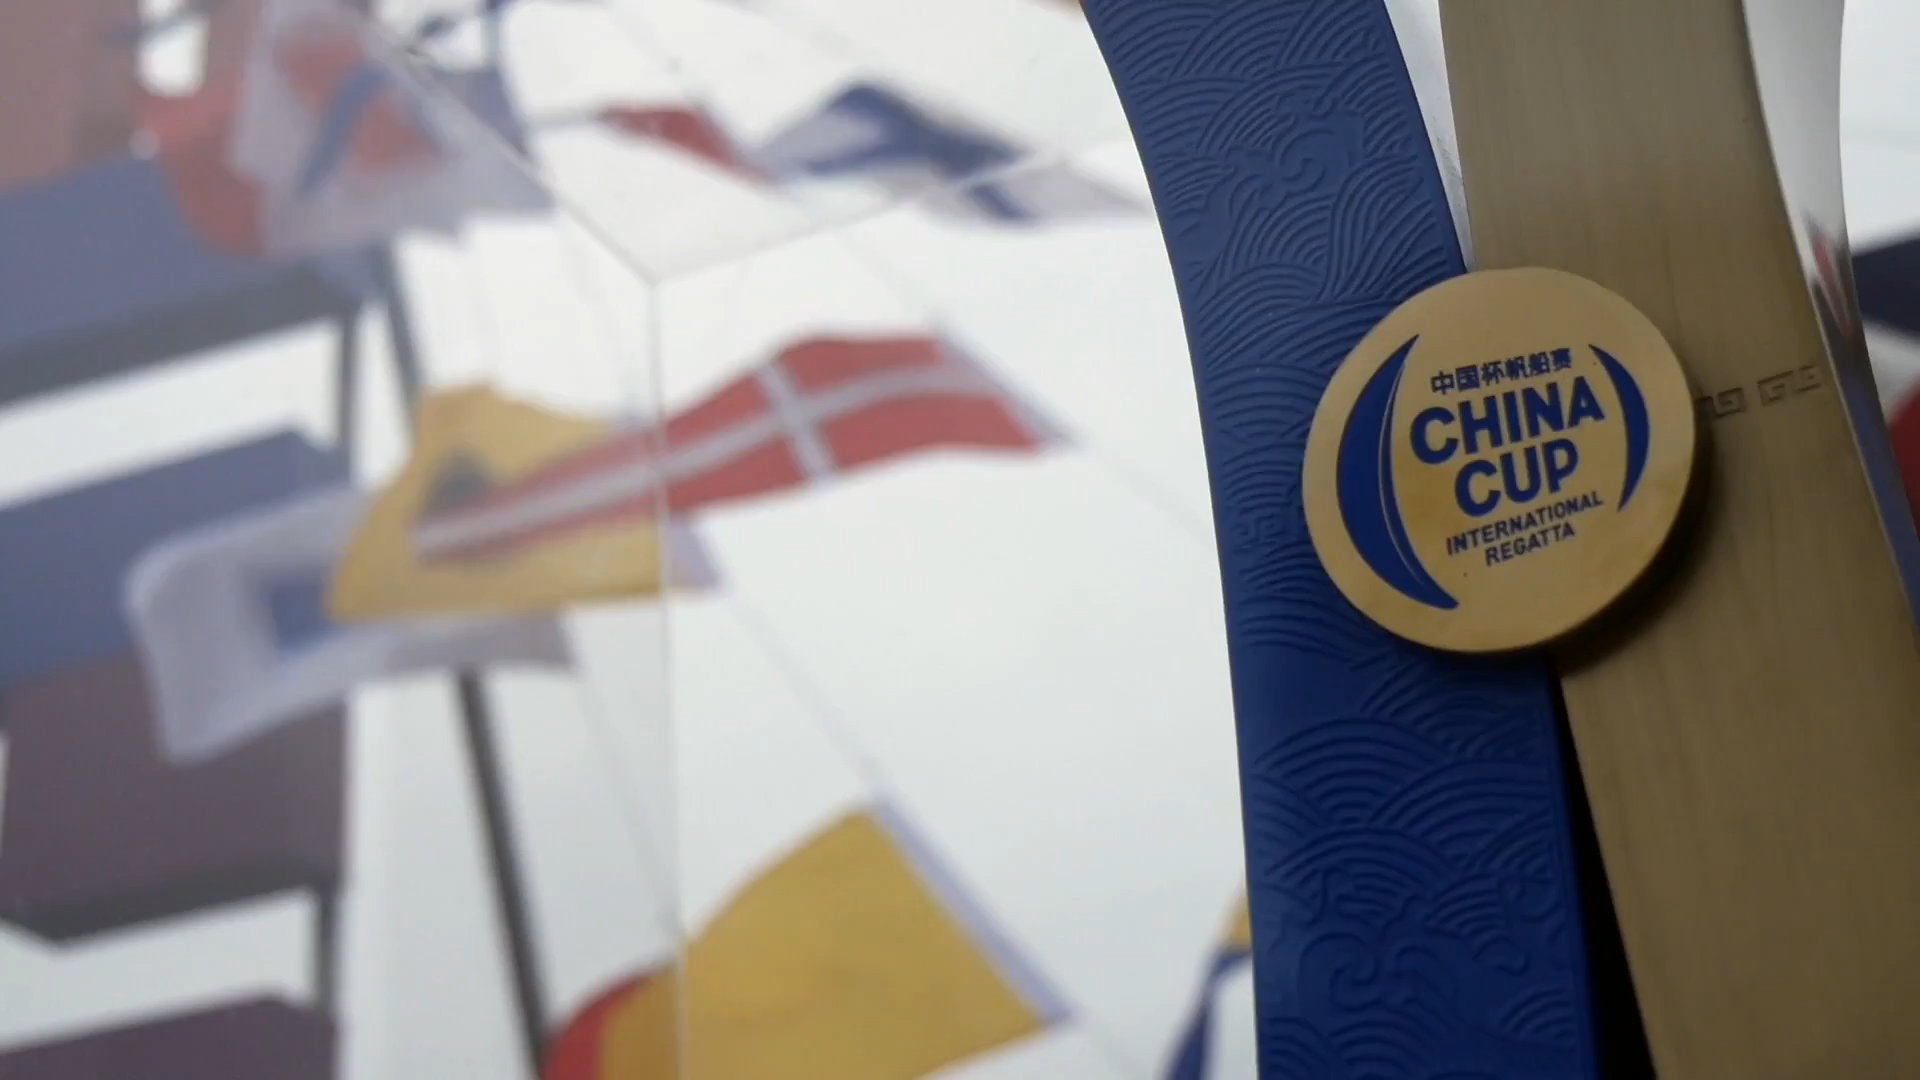 中国杯帆船赛
CHINA
CUP
INTERNATIONAL
REGATTA